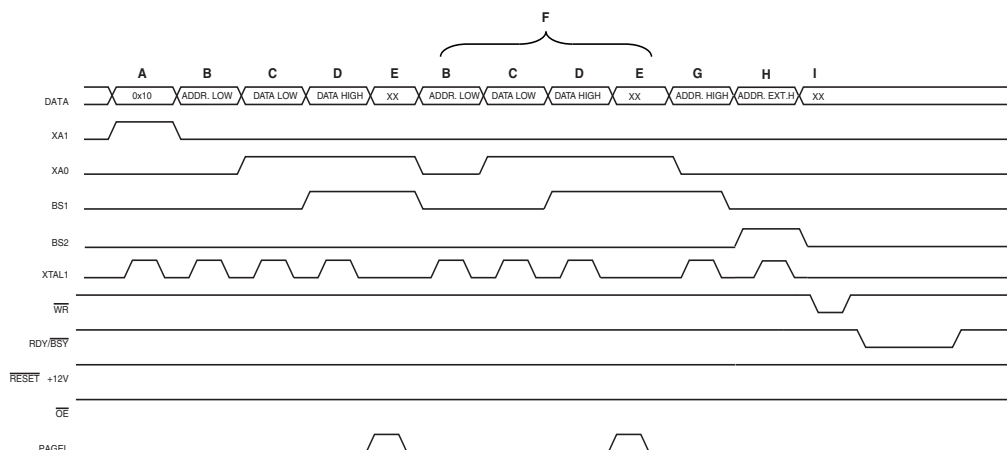 F
A B C D E B C D E G H I
DATA 0x10 ADDR. LOW DATA LOW DATA HIGH XX ADDR. LOW DATA LOW DATA HIGH XX ADDR. HIGH ADDR. EXT.H XX
XA1
XA0
BS1
BS2
XTAL1
WR
RDY/BSY
RESET +12V
OE
PAGEL